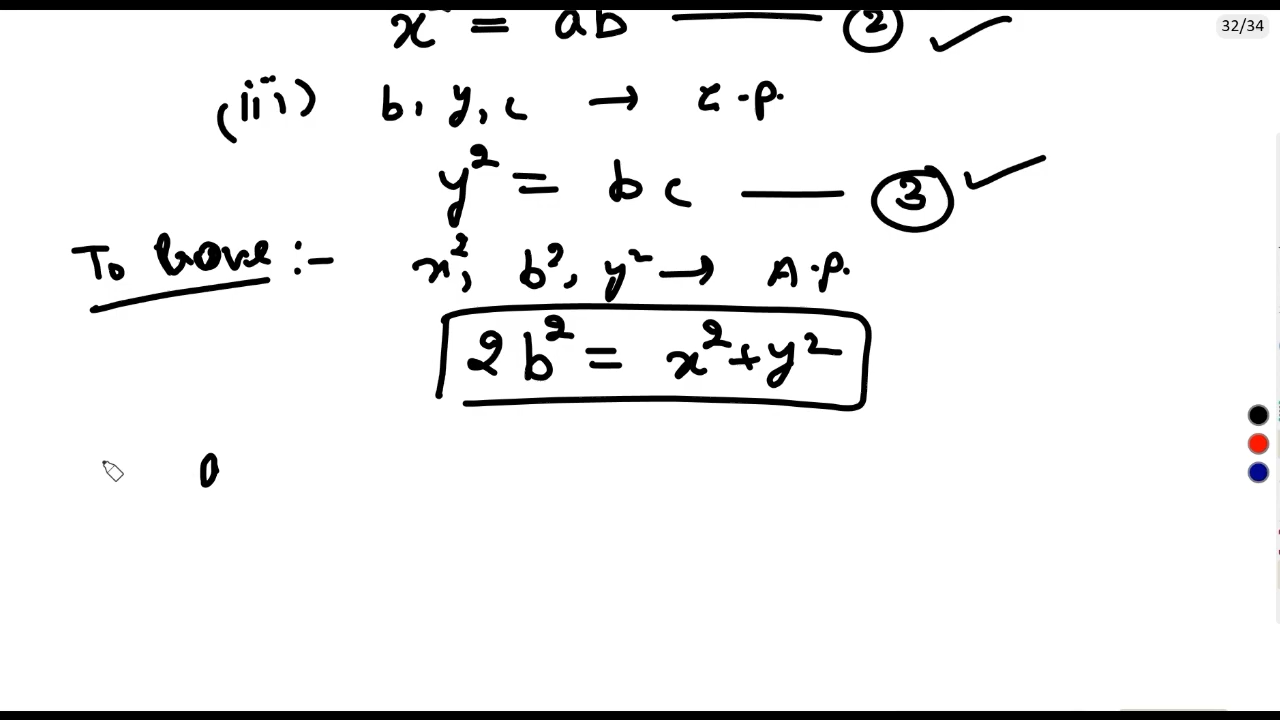 32/34
x² = ab —— ②
(iii) b, y, c → G.P.
y² = bc —— ③
To Prove :- x², b², y² → A.P.
2b² = x² + y²